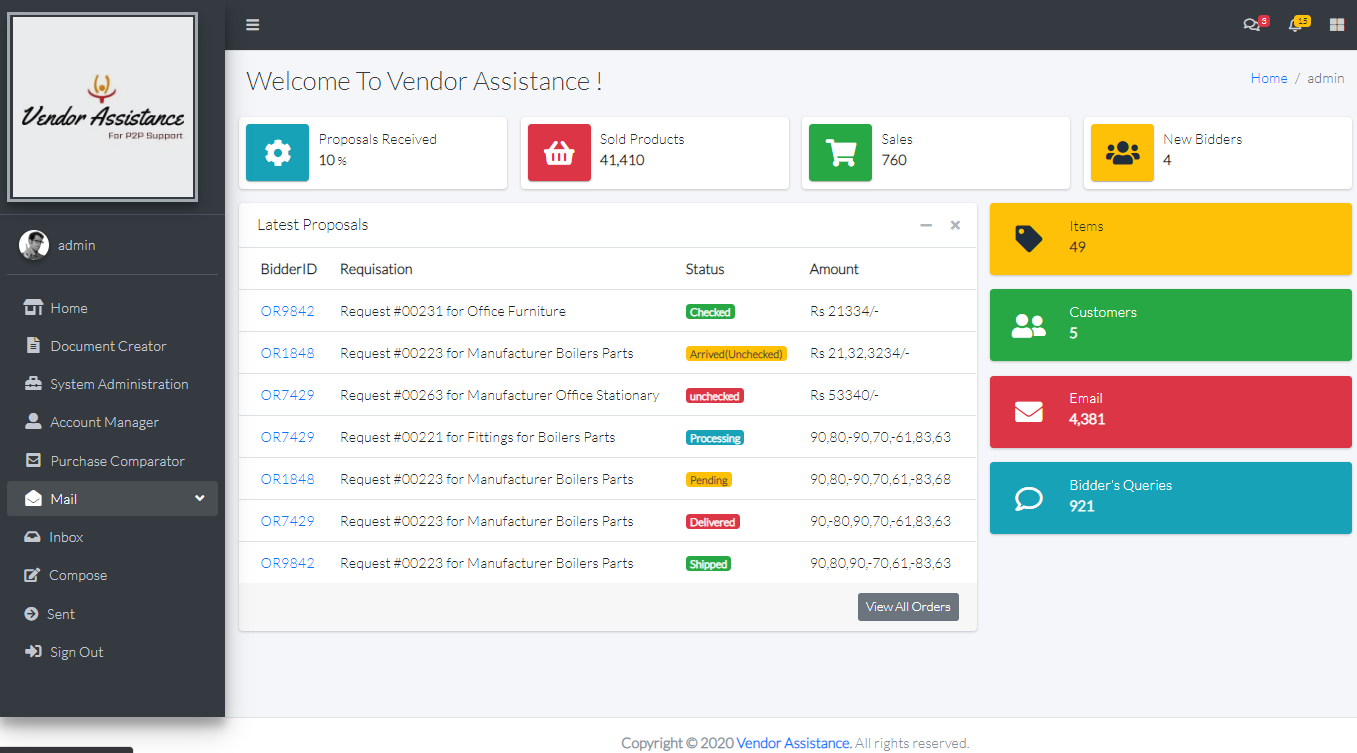 Vendor Assistance
For P2P Support
admin
Home
Document Creator
System Administration
Account Manager
Purchase Comparator
Mail
Inbox
Compose
Sent
Sign Out
3
15
Welcome To Vendor Assistance !
Home / admin
Proposals Received
10 %
Sold Products
41,410
Sales
760
New Bidders
4
Latest Proposals
BidderID Requisation Status Amount
OR9842 Request #00231 for Office Furniture Checked Rs 21334/-
OR1848 Request #00223 for Manufacturer Boilers Parts Arrived(Unchecked) Rs 21,32,3234/-
OR7429 Request #00263 for Manufacturer Office Stationary unchecked Rs 53340/-
OR7429 Request #00221 for Fittings for Boilers Parts Processing 90,80,-90,70,-61,83,63
OR1848 Request #00223 for Manufacturer Boilers Parts Pending 90,80,-90,70,61,-83,68
OR7429 Request #00223 for Manufacturer Boilers Parts Delivered 90,-80,90,70,-61,83,63
OR9842 Request #00223 for Manufacturer Boilers Parts Shipped 90,80,90,-70,61,-83,63
View All Orders
Items
49
Customers
5
Email
4,381
Bidder's Queries
921
Copyright © 2020 Vendor Assistance. All rights reserved.